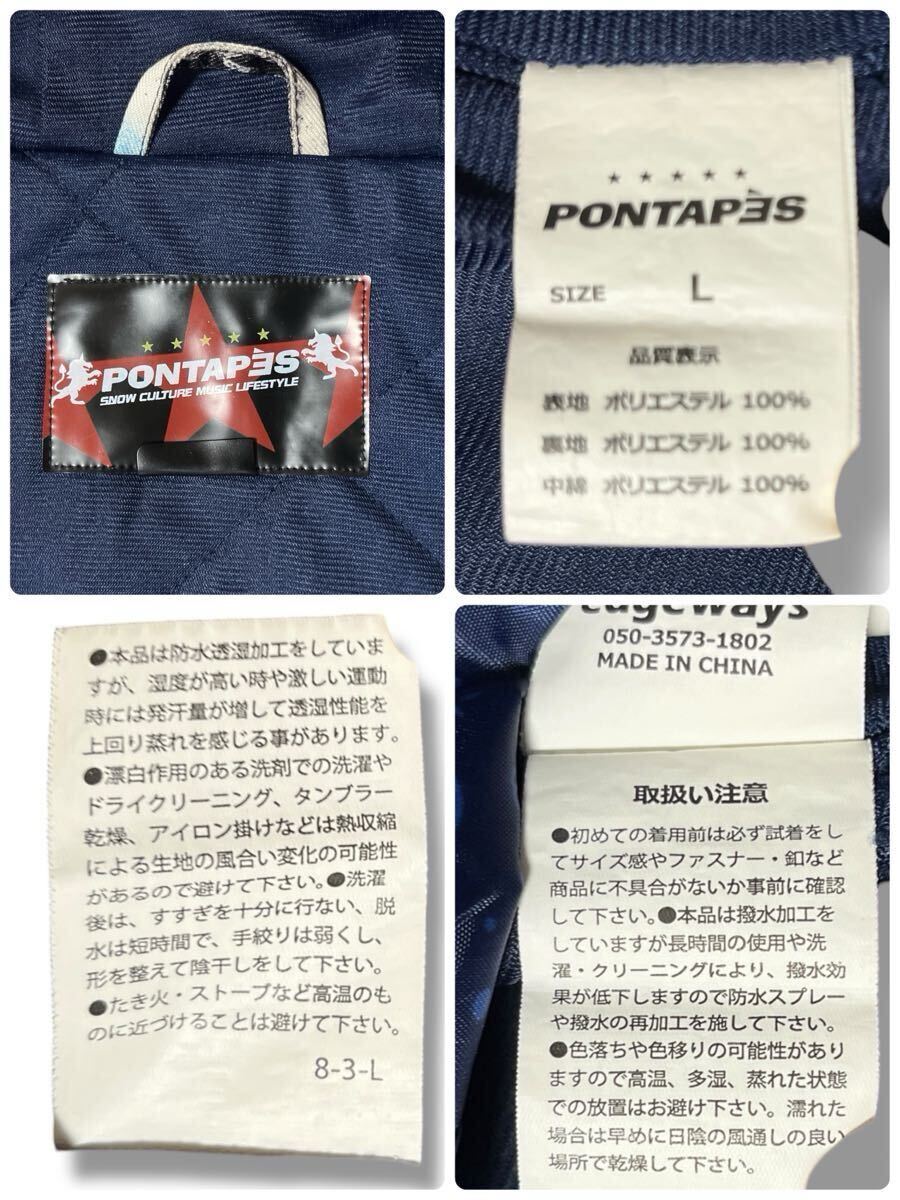 ★★★★★
PONTAPÈS
SNOW CULTURE MUSIC LIFESTYLE
★★★★★
PONTAPÈS
SIZE L
品質表示
表地 ポリエステル 100%
裏地 ポリエステル 100%
中綿 ポリエステル 100%
●本品は防水透湿加工をしていま
すが、湿度が高い時や激しい運動
時には発汗量が増して透湿性能を
上回り蒸れを感じる事があります。
●漂白作用のある洗剤での洗濯や
ドライクリーニング、タンブラー
乾燥、アイロン掛けなどは熱収縮
による生地の風合い変化の可能性
があるので避けて下さい。●洗濯
後は、すすぎを十分に行ない、脱
水は短時間で、手絞りは弱くし、
形を整えて陰干しをして下さい。
●たき火・ストーブなど高温のも
のに近づけることは避けて下さい。
8-3-L
edgeways
050-3573-1802
MADE IN CHINA
取扱い注意
●初めての着用前は必ず試着をし
てサイズ感やファスナー・釦など
商品に不具合がないか事前に確認
して下さい。●本品は撥水加工を
していますが長時間の使用や洗
濯・クリーニングにより、撥水効
果が低下しますので防水スプレー
や撥水の再加工を施して下さい。
●色落ちや色移りの可能性があり
ますので高温、多湿、蒸れた状態
での放置はお避け下さい。濡れた
場合は早めに日陰の風通しの良い
場所で乾燥して下さい。